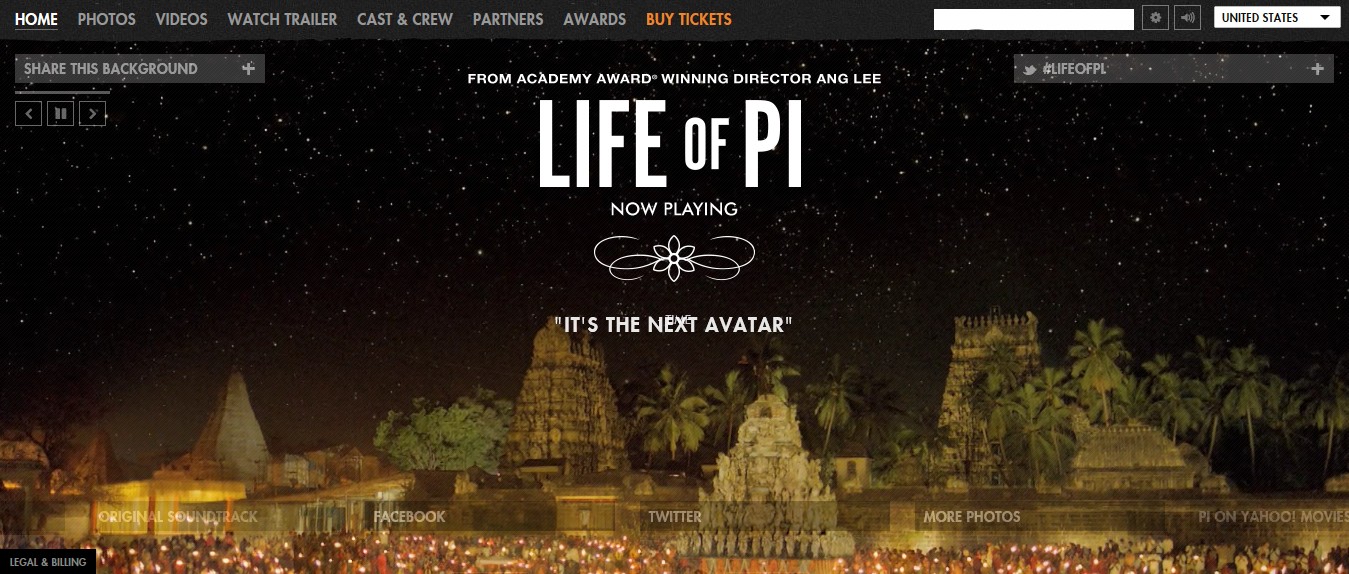 HOME PHOTOS VIDEOS WATCH TRAILER CAST & CREW PARTNERS AWARDS BUY TICKETS UNITED STATES
SHARE THIS BACKGROUND +
#LIFEOFPI +
FROM ACADEMY AWARD® WINNING DIRECTOR ANG LEE
LIFE OF PI
NOW PLAYING
"IT'S THE NEXT AVATAR"
TIME
ORIGINAL SOUNDTRACK FACEBOOK TWITTER MORE PHOTOS PI ON YAHOO! MOVIES
LEGAL & BILLING